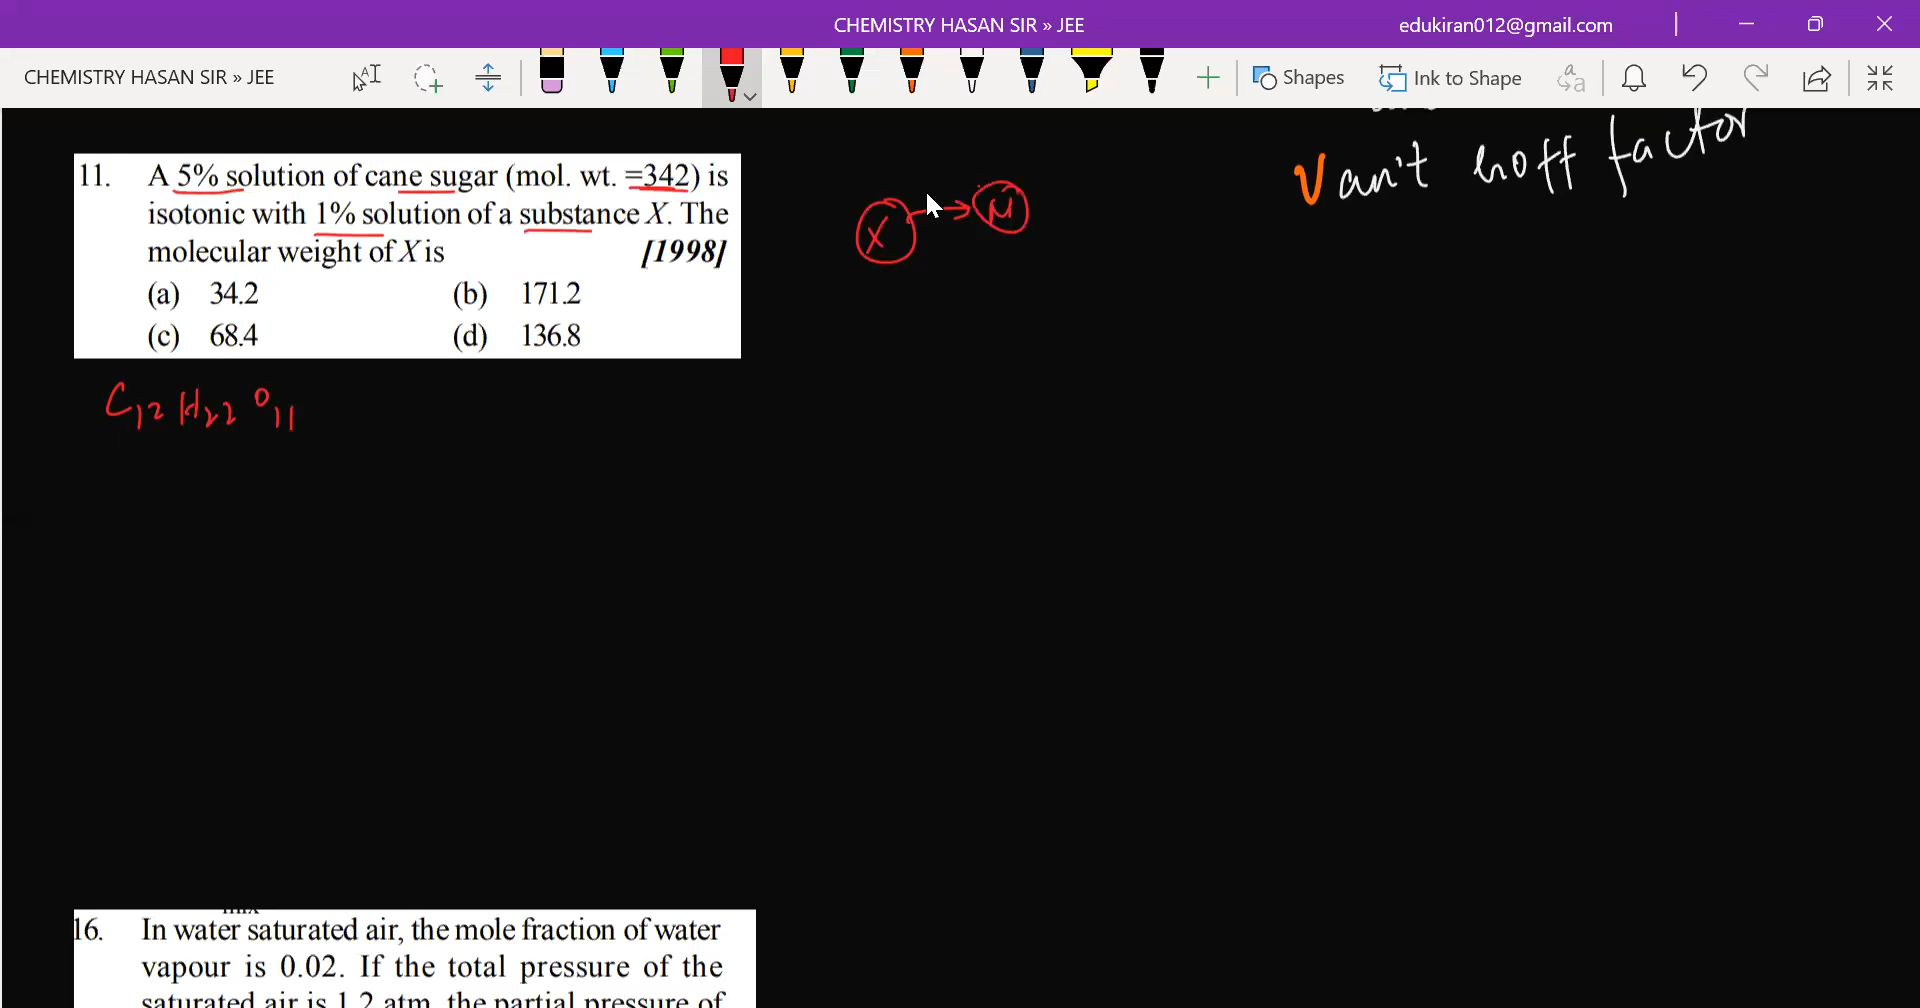 CHEMISTRY HASAN SIR » JEE
edukiran012@gmail.com
CHEMISTRY HASAN SIR » JEE
Shapes
Ink to Shape
Van't hoff factor
11. A 5% solution of cane sugar (mol. wt. =342) is
isotonic with 1% solution of a substance X. The
molecular weight of X is [1998]
(a) 34.2 (b) 171.2
(c) 68.4 (d) 136.8
X → M
C12 H22 O11
16. In water saturated air, the mole fraction of water
vapour is 0.02. If the total pressure of the
saturated air is 1.2 atm, the partial pressure of